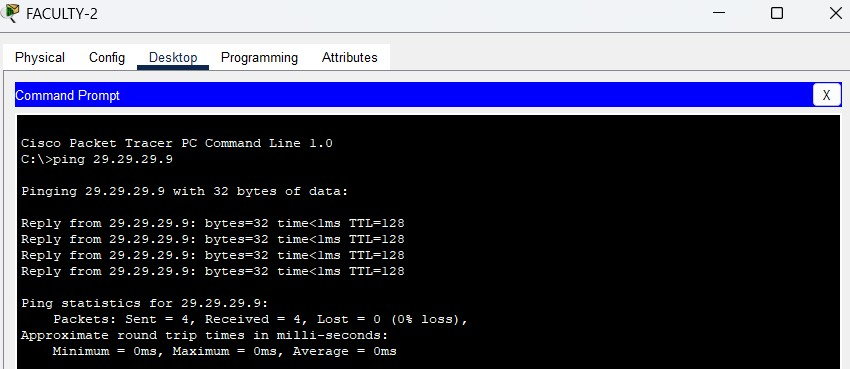 FACULTY-2
Physical Config Desktop Programming Attributes
Command Prompt X
Cisco Packet Tracer PC Command Line 1.0
C:\>ping 29.29.29.9
Pinging 29.29.29.9 with 32 bytes of data:
Reply from 29.29.29.9: bytes=32 time<1ms TTL=128
Reply from 29.29.29.9: bytes=32 time<1ms TTL=128
Reply from 29.29.29.9: bytes=32 time<1ms TTL=128
Reply from 29.29.29.9: bytes=32 time<1ms TTL=128
Ping statistics for 29.29.29.9:
Packets: Sent = 4, Received = 4, Lost = 0 (0% loss),
Approximate round trip times in milli-seconds:
Minimum = 0ms, Maximum = 0ms, Average = 0ms